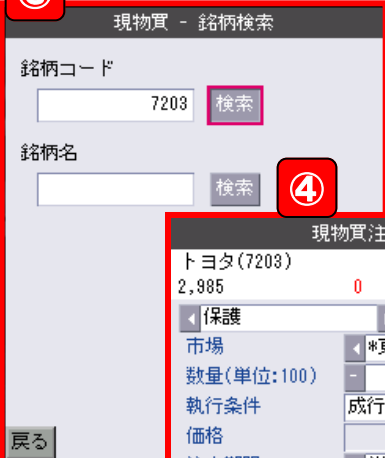 現物買 - 銘柄検索
銘柄コード
7203 検索
銘柄名
検索
④
現物買注
トヨタ(7203)
2,985 0
保護
市場
数量(単位:100) -
執行条件 成行
価格
戻る